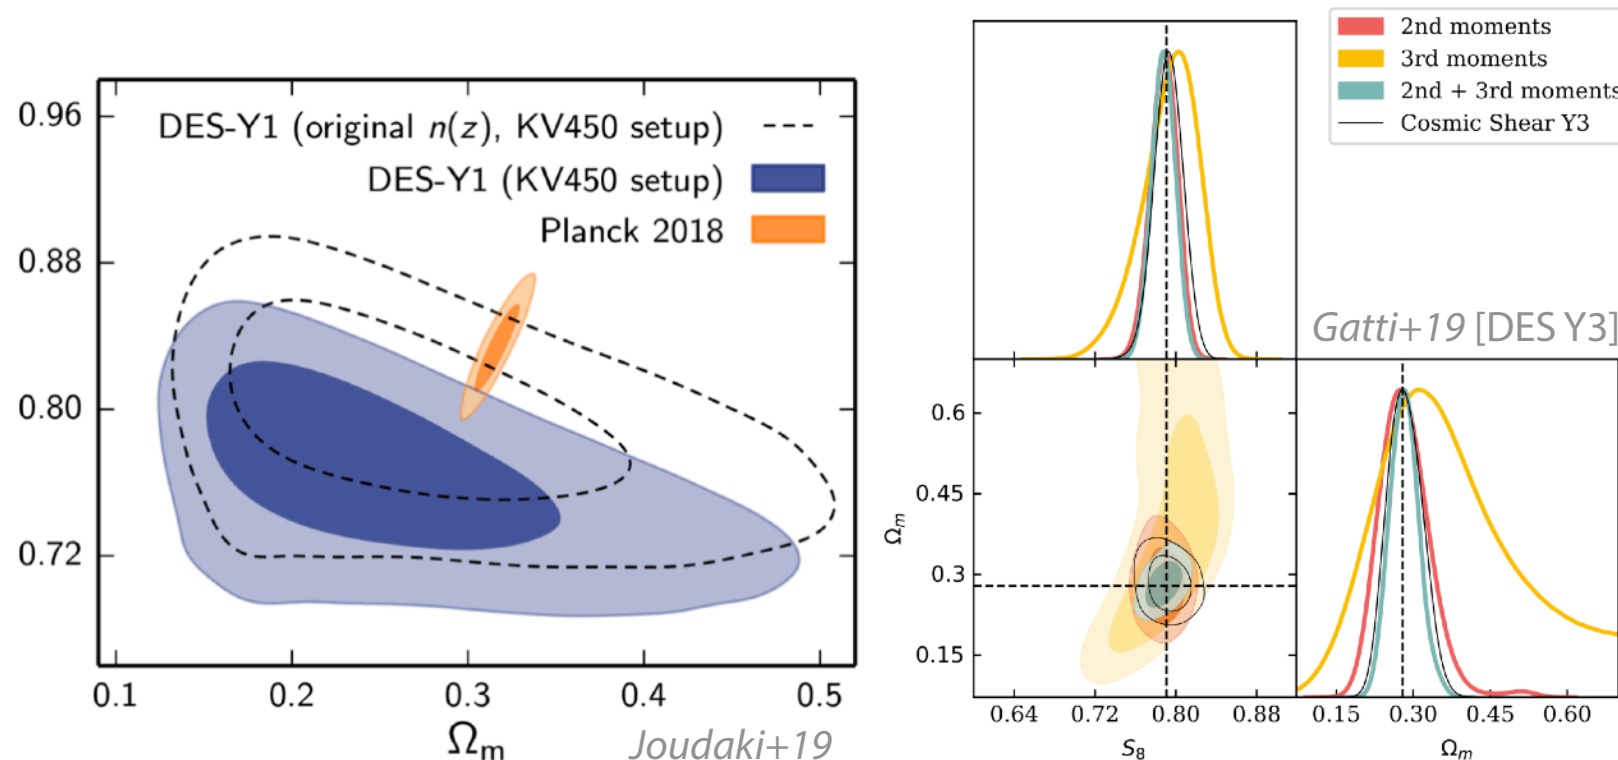 0.96
0.88
0.80
0.72
DES-Y1 (original n(z), KV450 setup)
DES-Y1 (KV450 setup)
Planck 2018
0.1 0.2 0.3 0.4 0.5
Ωm
Joudaki+19
2nd moments
3rd moments
2nd + 3rd moments
Cosmic Shear Y3
Gatti+19 [DES Y3]
0.6
0.45
0.3
0.15
Ωm
0.64 0.72 0.80 0.88
S8
0.15 0.30 0.45 0.60
Ωm